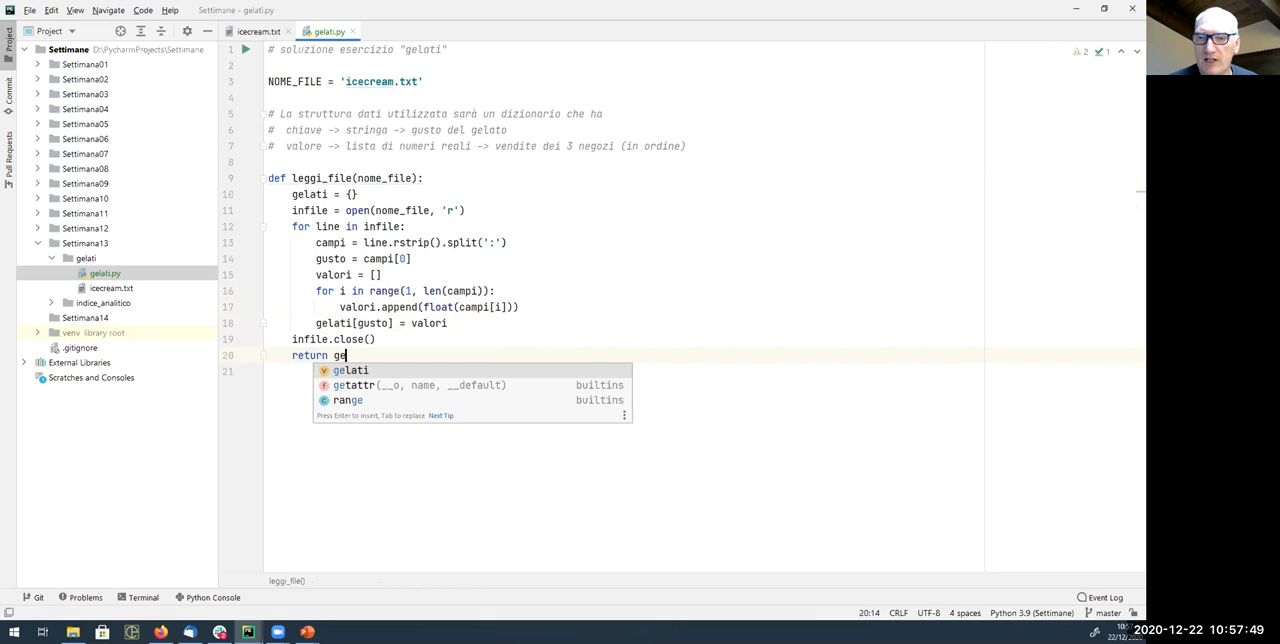 File Edit View Navigate Code Help Settimane - gelati.py
Project
icecream.txt
gelati.py
Settimane D:\PycharmProjects\Settimane
Settimana01
Settimana02
Settimana03
Settimana04
Settimana05
Settimana06
Settimana07
Settimana08
Settimana09
Settimana10
Settimana11
Settimana12
Settimana13
gelati
gelati.py
icecream.txt
indice_analitico
Settimana14
venv library root
.gitignore
External Libraries
Scratches and Consoles
Project
Commit
Pull Requests
1 # soluzione esercizio "gelati"
2
3 NOME_FILE = 'icecream.txt'
4
5 # La struttura dati utilizzata sarà un dizionario che ha
6 # chiave -> stringa -> gusto del gelato
7 # valore -> lista di numeri reali -> vendite dei 3 negozi (in ordine)
8
9 def leggi_file(nome_file):
10 gelati = {}
11 infile = open(nome_file, 'r')
12 for line in infile:
13 campi = line.rstrip().split(':')
14 gusto = campi[0]
15 valori = []
16 for i in range(1, len(campi)):
17 valori.append(float(campi[i]))
18 gelati[gusto] = valori
19 infile.close()
20 return ge
21
2 1
v gelati
f getattr(__o, name, __default) builtins
c range builtins
Press Enter to insert, Tab to replace Next Tip
leggi_file()
Git Problems Terminal Python Console Event Log
20:14 CRLF UTF-8 4 spaces Python 3.9 (Settimane) master
22/12/
2020-12-22 10:57:49